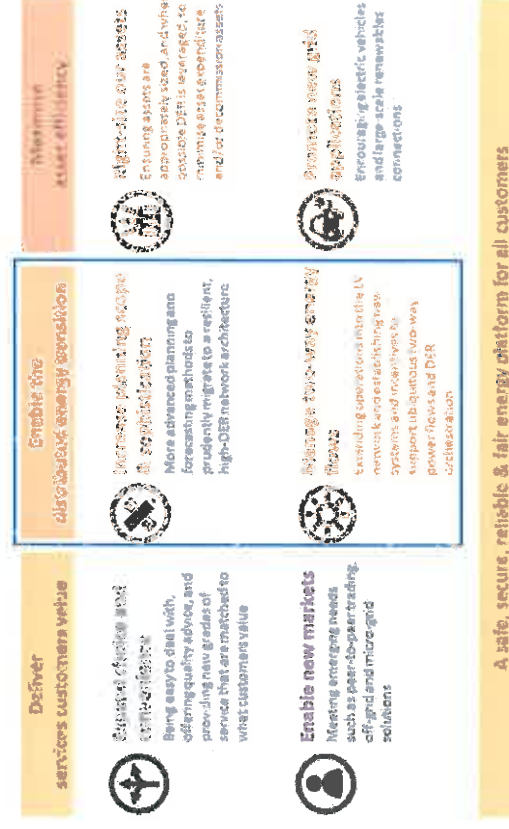 Deliver
services customers value
Expand choice and
convenience
Being easy to deal with,
offering quality advice, and
providing new grades of
service that are matched to
what customers value
Enable new markets
Meeting emerging needs
such as peer-to-peer trading,
off-grid and micro-grid
solutions
Enable the
distributed energy transition
Increase planning scope
& sophistication
More advanced planning and
forecasting methods to
prudently migrate to a resilient,
high-DER network architecture
Manage two-way energy
flows
Expanding operations into the LV
network and establishing new
systems and incentives to
support ubiquitous two-way
power flows and DER
orchestration
asset efficiency
Right-size our assets
Ensuring assets are
appropriately sized, and where
possible DER is leveraged, to
minimise asset expenditure
and/or decommission assets
Promote new grid
applications
Encouraging electric vehicles
and large-scale renewables
connections
A safe, secure, reliable & fair energy platform for all customers